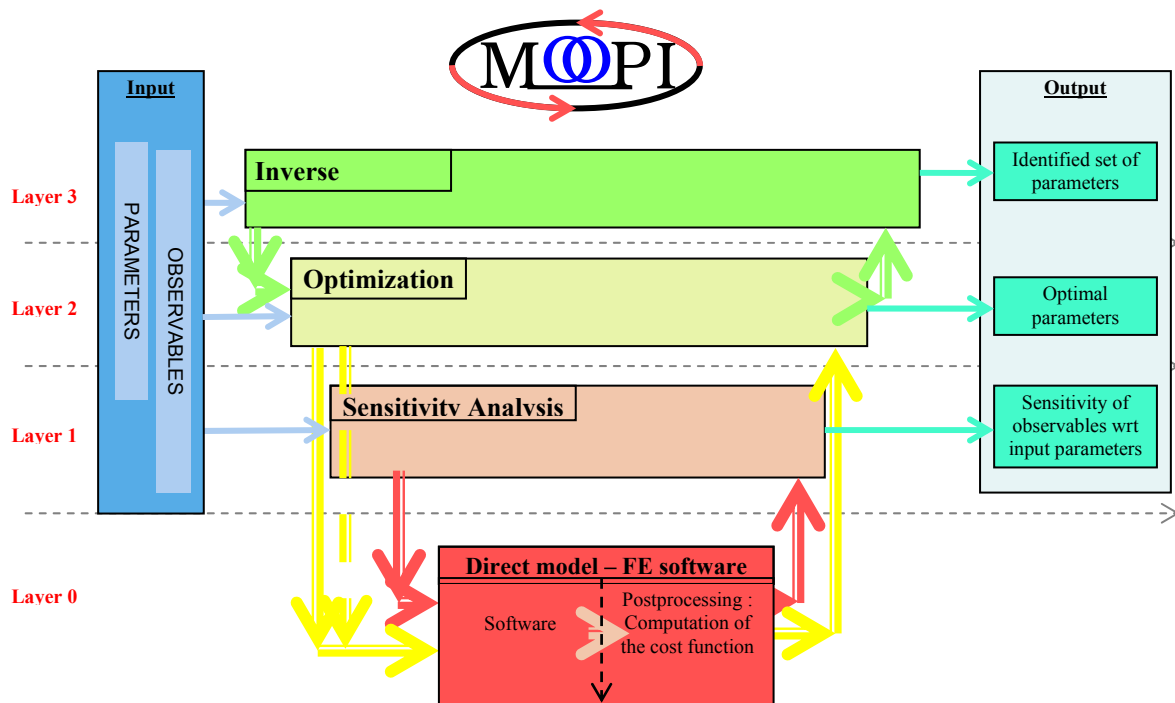 MOOPI
Input
Output
PARAMETERS
OBSERVABLES
Layer 3
Inverse
Identified set of
parameters
Layer 2
Optimization
Optimal
parameters
Layer 1
Sensitivity Analysis
Sensitivity of
observables wrt
input parameters
Layer 0
Direct model – FE software
Software
Postprocessing :
Computation of
the cost function